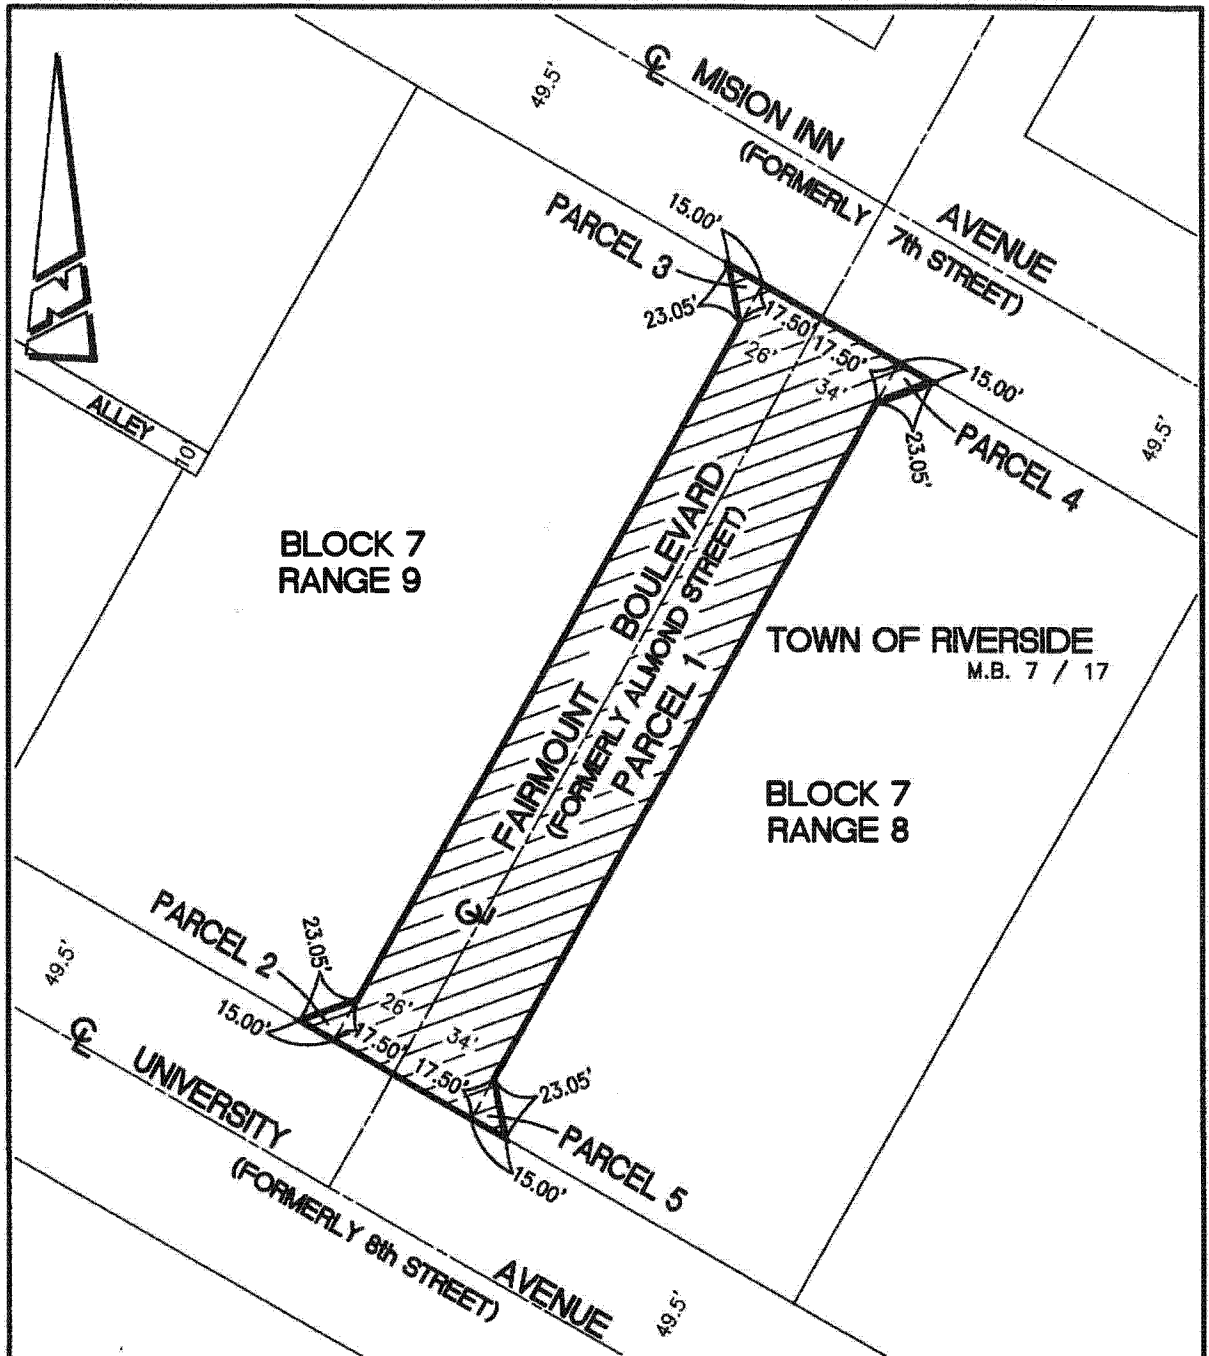 49.5'
℄ MISION INN
AVENUE
(FORMERLY 7th STREET)
15.00'
PARCEL 3
23.05'
17.50'
17.50'
26'
34'
15.00'
23.05'
PARCEL 4
49.5'
N
ALLEY
10'
BLOCK 7
RANGE 9
FAIRMOUNT BOULEVARD
(FORMERLY ALMOND STREET)
PARCEL 1
TOWN OF RIVERSIDE
M.B. 7 / 17
BLOCK 7
RANGE 8
℄
PARCEL 2
23.05'
49.5'
15.00'
26'
17.50'
34'
17.50'
23.05'
PARCEL 5
15.00'
℄ UNIVERSITY
AVENUE
(FORMERLY 8th STREET)
49.5'